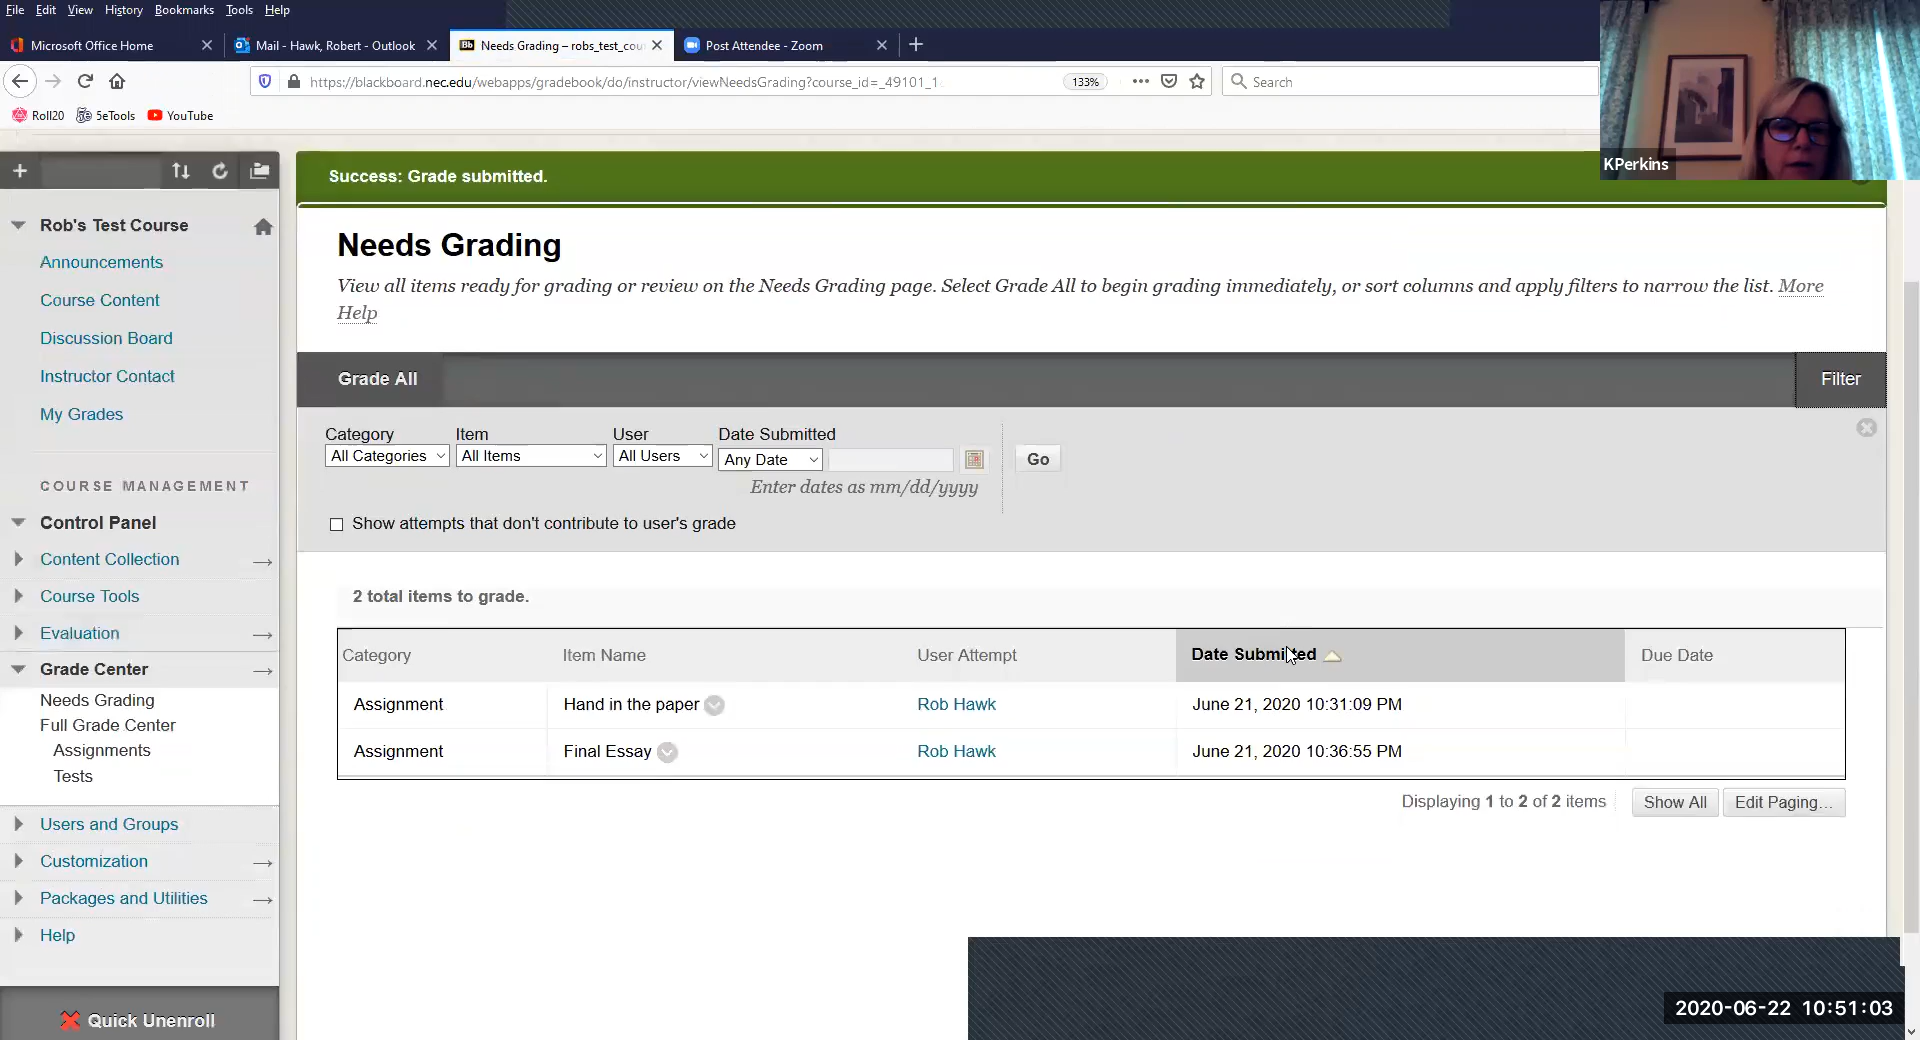 File Edit View History Bookmarks Tools Help
Microsoft Office Home
Mail - Hawk, Robert - Outlook
Needs Grading – robs_test_cou
Post Attendee - Zoom
https://blackboard.nec.edu/webapps/gradebook/do/instructor/viewNeedsGrading?course_id=_49101_1
133%
Search
Roll20 5eTools YouTube
KPerkins
Success: Grade submitted.
Rob's Test Course
Announcements
Course Content
Discussion Board
Instructor Contact
My Grades
COURSE MANAGEMENT
Control Panel
Content Collection
Course Tools
Evaluation
Grade Center
Needs Grading
Full Grade Center
Assignments
Tests
Users and Groups
Customization
Packages and Utilities
Help
Quick Unenroll
Needs Grading
View all items ready for grading or review on the Needs Grading page. Select Grade All to begin grading immediately, or sort columns and apply filters to narrow the list. More
Help
Grade All
Filter
Category Item User Date Submitted
All Categories All Items All Users Any Date Go
Enter dates as mm/dd/yyyy
Show attempts that don't contribute to user's grade
2 total items to grade.
Category Item Name User Attempt Date Submitted Due Date
Assignment Hand in the paper Rob Hawk June 21, 2020 10:31:09 PM
Assignment Final Essay Rob Hawk June 21, 2020 10:36:55 PM
Displaying 1 to 2 of 2 items Show All Edit Paging...
2020-06-22 10:51:03